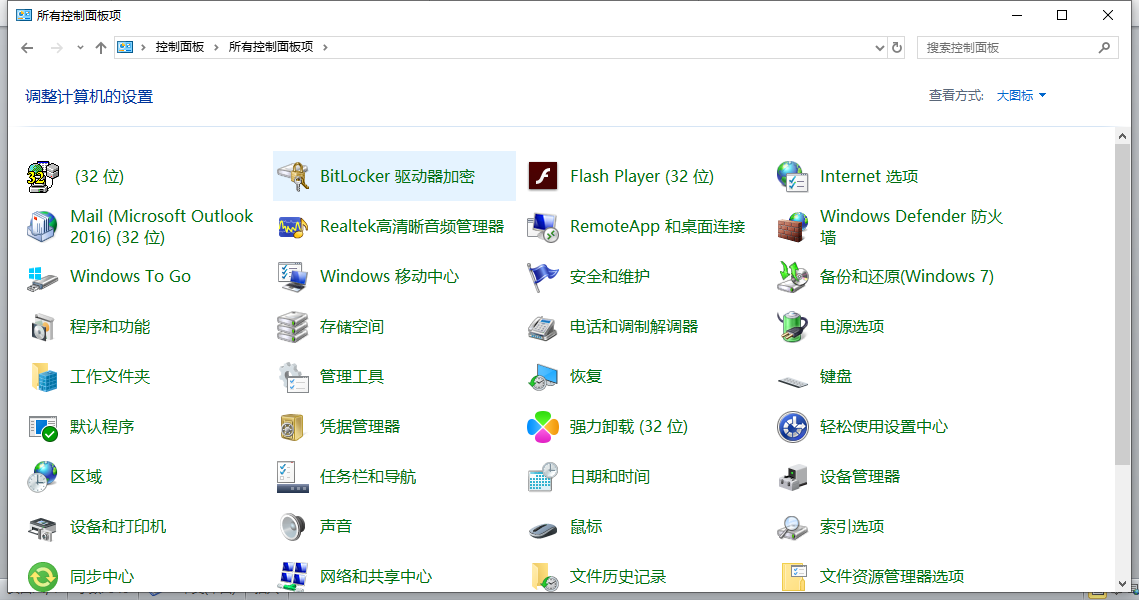 所有控制面板项
控制面板 所有控制面板项
搜索控制面板
调整计算机的设置
查看方式: 大图标
(32 位)
BitLocker 驱动器加密
Flash Player (32 位)
Internet 选项
Mail (Microsoft Outlook
2016) (32 位)
Realtek高清晰音频管理器
RemoteApp 和桌面连接
Windows Defender 防火
墙
Windows To Go
Windows 移动中心
安全和维护
备份和还原(Windows 7)
程序和功能
存储空间
电话和调制解调器
电源选项
工作文件夹
管理工具
恢复
键盘
默认程序
凭据管理器
强力卸载 (32 位)
轻松使用设置中心
区域
任务栏和导航
日期和时间
设备管理器
设备和打印机
声音
鼠标
索引选项
同步中心
网络和共享中心
文件历史记录
文件资源管理器选项